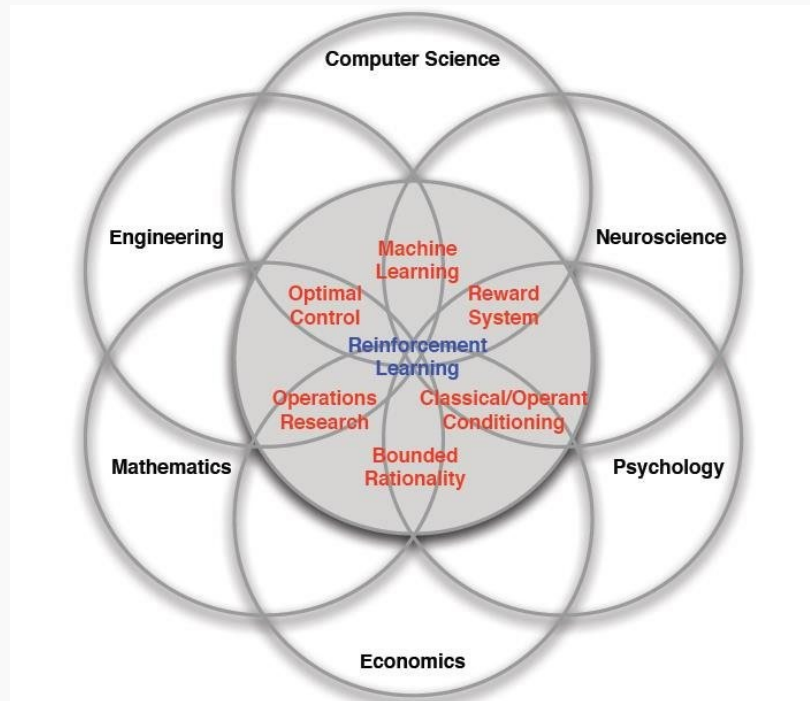 Computer Science
Engineering
Neuroscience
Machine
Learning
Optimal
Control
Reward
System
Reinforcement
Learning
Operations
Research
Classical/Operant
Conditioning
Bounded
Rationality
Mathematics
Psychology
Economics